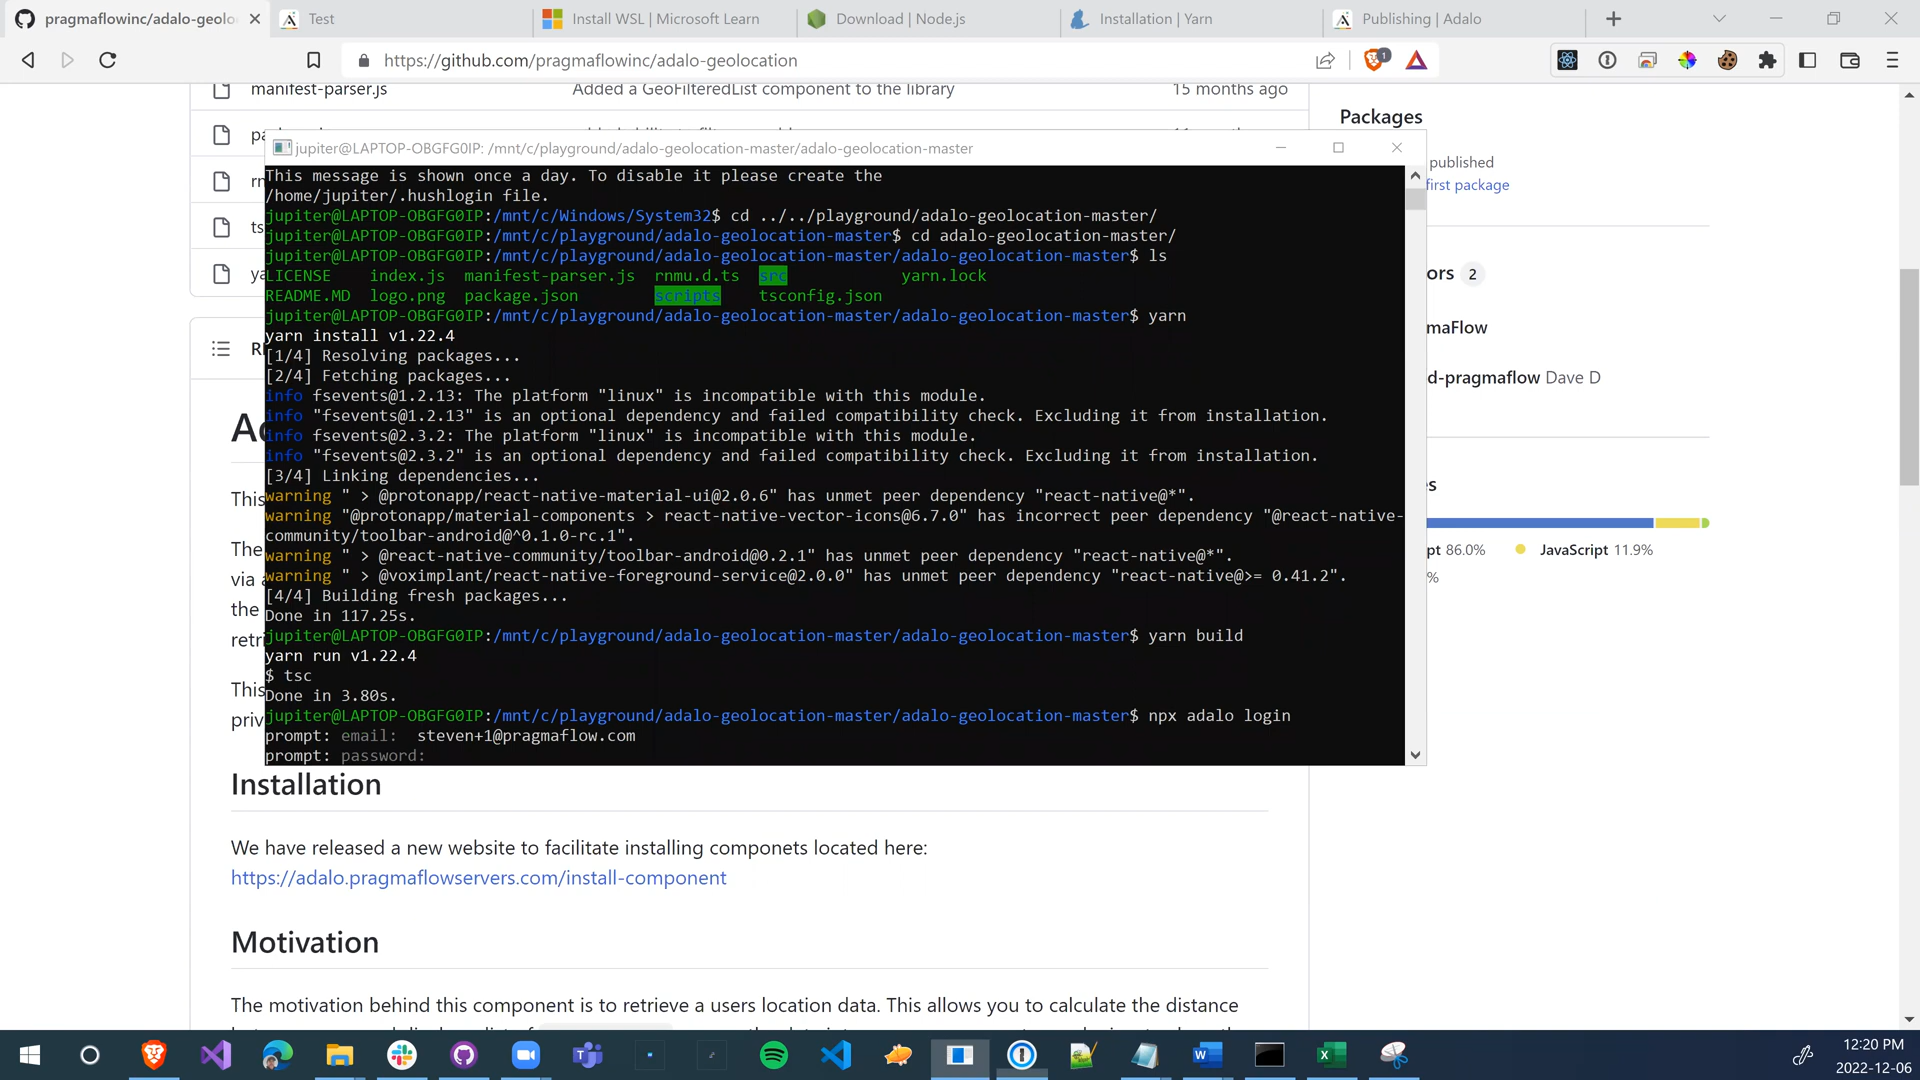 pragmaflowinc/adalo-geolo
Test
Install WSL | Microsoft Learn
Download | Node.js
Installation | Yarn
Publishing | Adalo
https://github.com/pragmaflowinc/adalo-geolocation
1
manifest-parser.js
Added a GeoFilteredList component to the library
15 months ago
Packages
published
first package
ors 2
maFlow
d-pragmaflow Dave D
s
pt 86.0%
JavaScript 11.9%
%
jupiter@LAPTOP-OBGFG0IP: /mnt/c/playground/adalo-geolocation-master/adalo-geolocation-master
This message is shown once a day. To disable it please create the
/home/jupiter/.hushlogin file.
jupiter@LAPTOP-OBGFG0IP:/mnt/c/Windows/System32$ cd ../../playground/adalo-geolocation-master/
jupiter@LAPTOP-OBGFG0IP:/mnt/c/playground/adalo-geolocation-master$ cd adalo-geolocation-master/
jupiter@LAPTOP-OBGFG0IP:/mnt/c/playground/adalo-geolocation-master/adalo-geolocation-master$ ls
LICENSE index.js manifest-parser.js rnmu.d.ts src yarn.lock
README.MD logo.png package.json scripts tsconfig.json
jupiter@LAPTOP-OBGFG0IP:/mnt/c/playground/adalo-geolocation-master/adalo-geolocation-master$ yarn
yarn install v1.22.4
[1/4] Resolving packages...
[2/4] Fetching packages...
info fsevents@1.2.13: The platform "linux" is incompatible with this module.
info "fsevents@1.2.13" is an optional dependency and failed compatibility check. Excluding it from installation.
info fsevents@2.3.2: The platform "linux" is incompatible with this module.
info "fsevents@2.3.2" is an optional dependency and failed compatibility check. Excluding it from installation.
[3/4] Linking dependencies...
warning " > @protonapp/react-native-material-ui@2.0.6" has unmet peer dependency "react-native@*".
warning "@protonapp/material-components > react-native-vector-icons@6.7.0" has incorrect peer dependency "@react-native-
community/toolbar-android@^0.1.0-rc.1".
warning " > @react-native-community/toolbar-android@0.2.1" has unmet peer dependency "react-native@*".
warning " > @voximplant/react-native-foreground-service@2.0.0" has unmet peer dependency "react-native@>= 0.41.2".
[4/4] Building fresh packages...
Done in 117.25s.
jupiter@LAPTOP-OBGFG0IP:/mnt/c/playground/adalo-geolocation-master/adalo-geolocation-master$ yarn build
yarn run v1.22.4
$ tsc
Done in 3.80s.
jupiter@LAPTOP-OBGFG0IP:/mnt/c/playground/adalo-geolocation-master/adalo-geolocation-master$ npx adalo login
prompt: email:  steven+1@pragmaflow.com
prompt: password:
This
The
via a
the
retri
This
priv
Installation
We have released a new website to facilitate installing componets located here:
https://adalo.pragmaflowservers.com/install-component
Motivation
The motivation behind this component is to retrieve a users location data. This allows you to calculate the distance
12:20 PM
2022-12-06